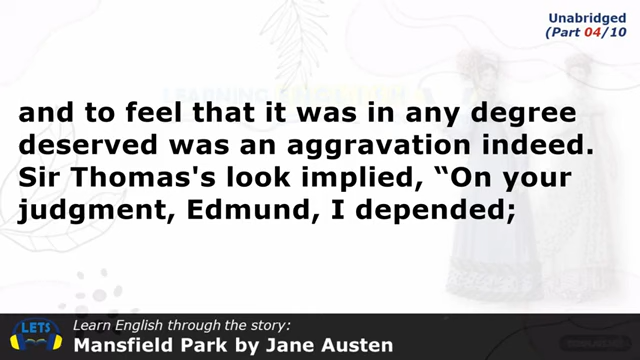 Unabridged
(Part 04/10
and to feel that it was in any degree
deserved was an aggravation indeed.
Sir Thomas's look implied, “On your
judgment, Edmund, I depended;
LETS
Learn English through the story:
Mansfield Park by Jane Austen